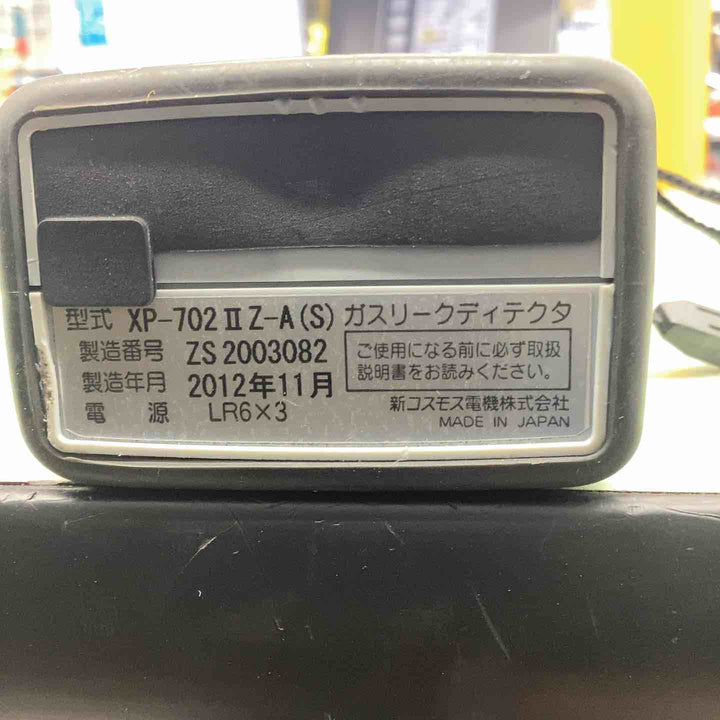 型式 XP-702ⅡZ-A(S) ガスリークディテクタ
製造番号 ZS2003082
製造年月 2012年11月
ご使用になる前に必ず取扱
説明書をお読みください。
電源 LR6×3
新コスモス電機株式会社
MADE IN JAPAN